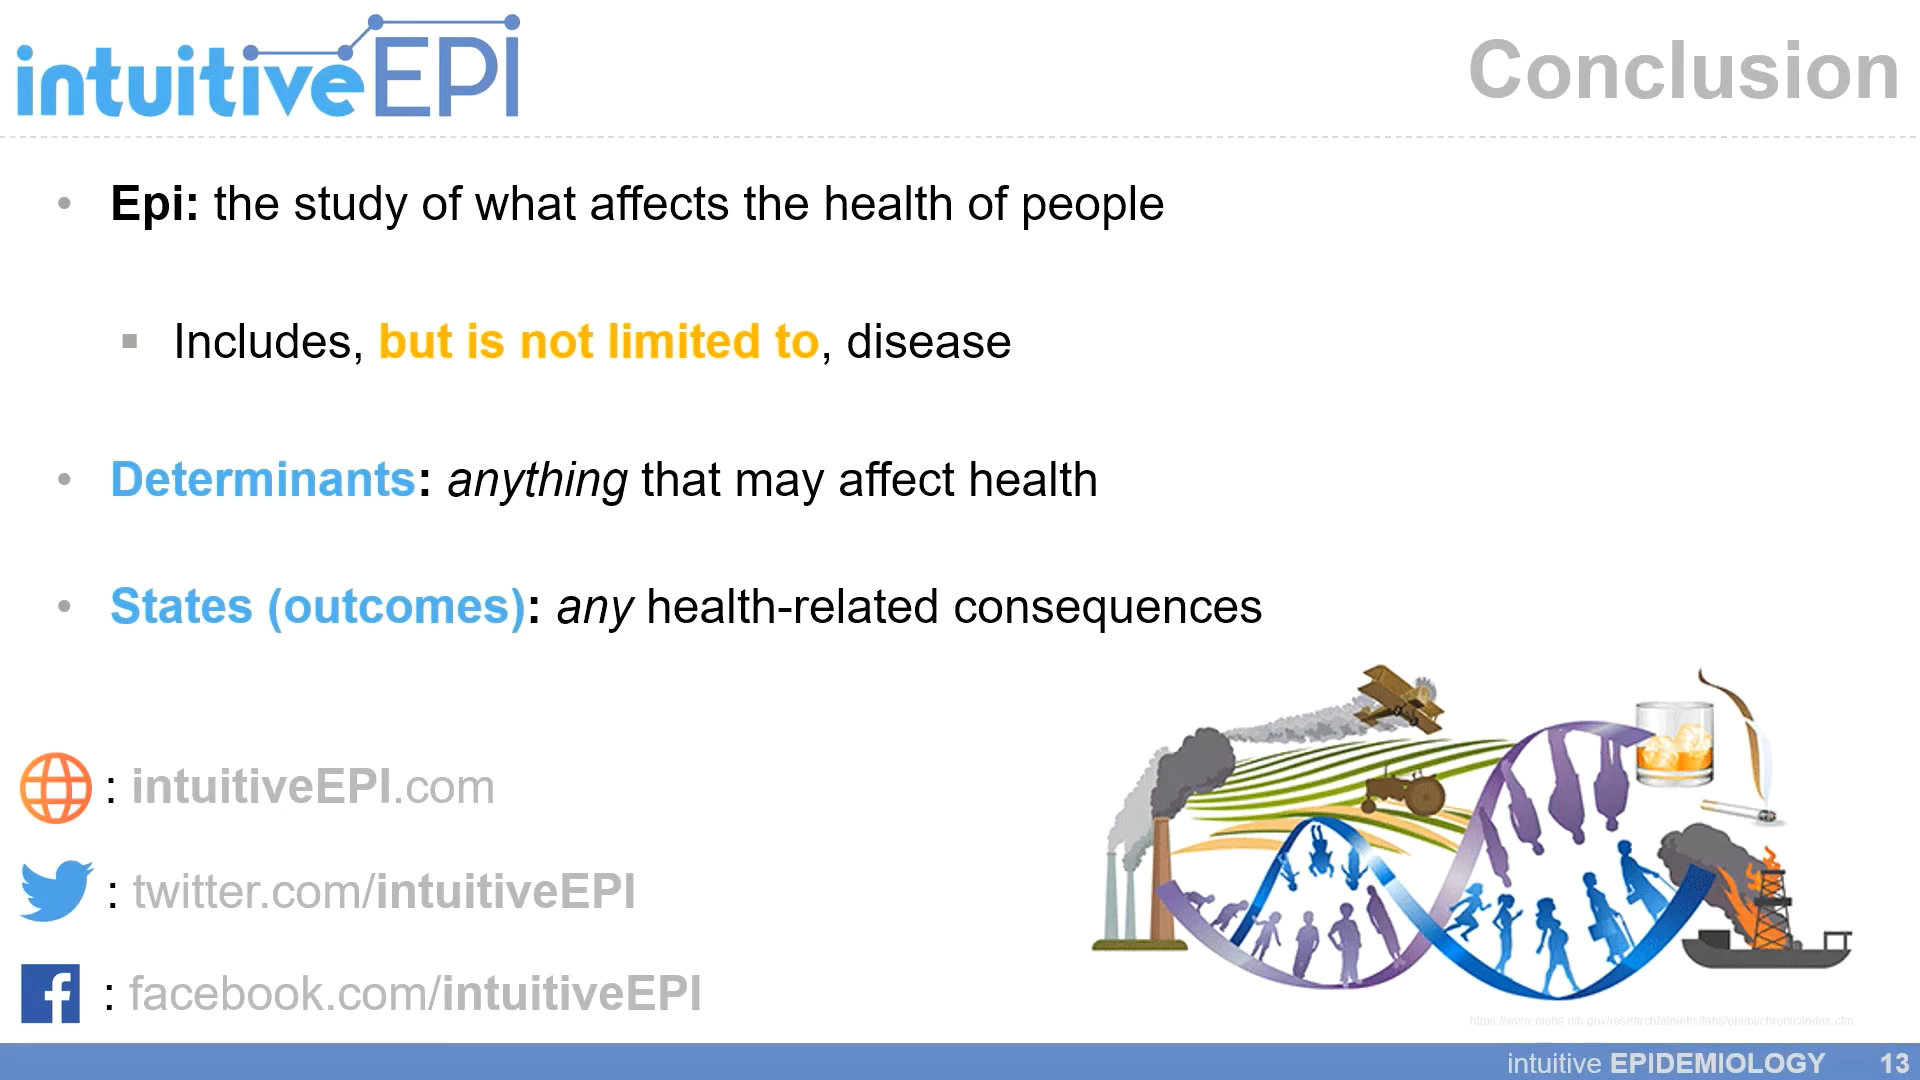 intuitiveEPI
Conclusion
• Epi: the study of what affects the health of people
▪ Includes, but is not limited to, disease
• Determinants: anything that may affect health
• States (outcomes): any health-related consequences
: intuitiveEPI.com
: twitter.com/intuitiveEPI
: facebook.com/intuitiveEPI
intuitive EPIDEMIOLOGY 13